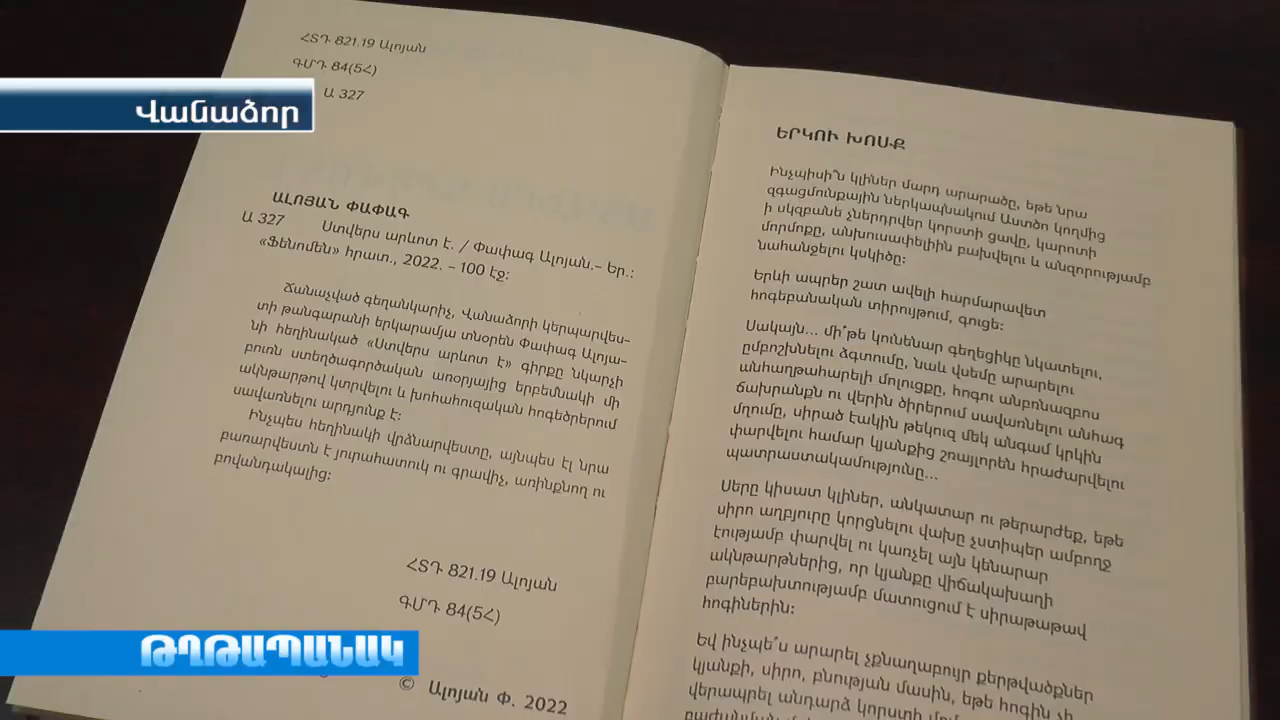 ՀՏԴ 821.19 Ալոյան
ԳՄԴ 84(5Հ)
Ա 327
Վանաձոր
ԱԼՈՅԱՆ ՓԱՓԱԳ
Ա 327
Ստվերս արևոտ է. / Փափագ Ալոյան.– Եր.:
«Ֆենոմեն» հրատ., 2022. – 100 էջ:
Ճանաչված գեղանկարիչ, Վանաձորի կերպարվես-
տի թանգարանի երկարամյա տնօրեն Փափագ Ալոյա-
նի հեղինակած «Ստվերս արևոտ է» գիրքը նկարչի
բուռն ստեղծագործական առօրյայից երբեմնակի մի
ակնթարթով կտրվելու և խոհահուզական հոգեծրերում
սավառնելու արդյունք է:
Ինչպես հեղինակի վրձնարվեստը, այնպես էլ նրա
բառարվեստն է յուրահատուկ ու գրավիչ, առինքնող ու
բովանդակալից:
ՀՏԴ 821.19 Ալոյան
ԳՄԴ 84(5Հ)
© Ալոյան Փ. 2022
ԹՂԹԱՊԱՆԱԿ
ԵՐԿՈՒ ԽՈՍՔ
Ինչպիսի՞ն կլիներ մարդ արարածը, եթե նրա
զգացմունքային ներկապնակում Աստծո կողմից
ի սկզբանե չներդրվեր կորստի ցավը, կարոտի
մորմոքը, անխուսափելիին բախվելու և անզորությամբ
նահանջելու կսկիծը:
Երևի ապրեր շատ ավելի հարմարավետ
հոգեբանական տիրույթում, գուցե:
Սակայն... մի՞թե կունենար գեղեցիկը նկատելու,
ըմբոշխնելու ձգտումը, նաև վսեմը արարելու
անհաղթահարելի մոլուցքը, հոգու անբռնազբոս
ճախրանքն ու վերին ծիրերում սավառնելու անհագ
մղումը, սիրած էակին թեկուզ մեկ անգամ կրկին
փարվելու համար կյանքից շռայլորեն հրաժարվելու
պատրաստակամությունը...
Սերը կիսատ կլիներ, անկատար ու թերարժեք, եթե
սիրո աղբյուրը կորցնելու վախը չստիպեր ամբողջ
էությամբ փարվել ու կառչել այն կենարար
ակնթարթներից, որ կյանքը վիճակախաղի
բարեբախտությամբ մատուցում է սիրաթաթավ
հոգիներին:
Եվ ինչպե՞ս արարել չքնաղաբույր քերթվածքներ
կյանքի, սիրո, բնության մասին, եթե հոգին չի
վերապրել անդարձ կորստի